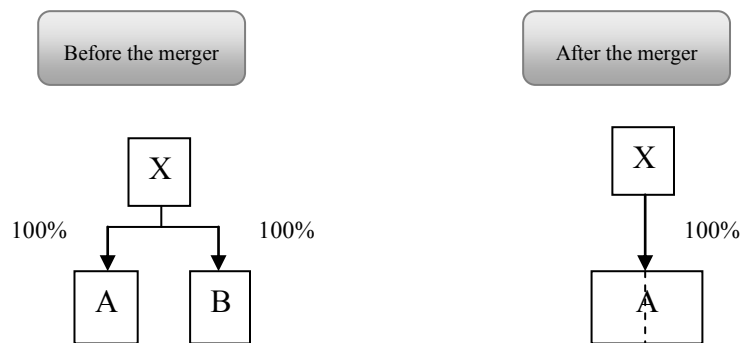 Before the merger
After the merger
X
X
100%
100%
100%
A
B
A